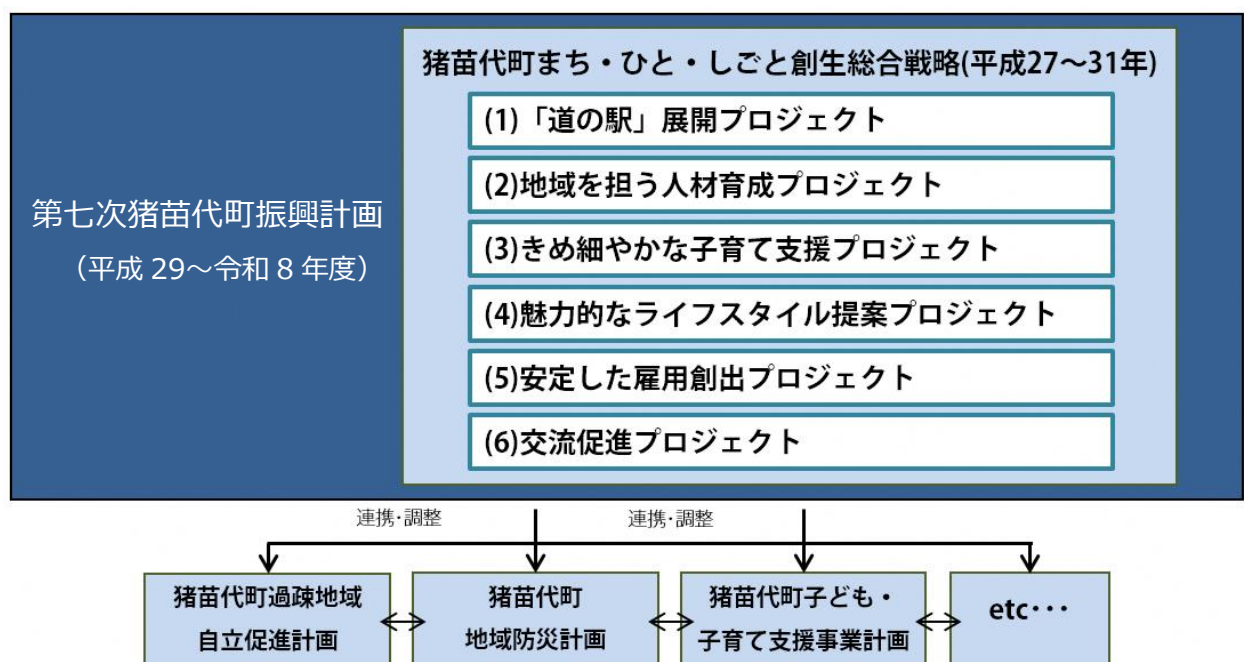 第七次猪苗代町振興計画
（平成 29～令和 8 年度）
猪苗代町まち・ひと・しごと創生総合戦略(平成27～31年)
(1)「道の駅」展開プロジェクト
(2)地域を担う人材育成プロジェクト
(3)きめ細やかな子育て支援プロジェクト
(4)魅力的なライフスタイル提案プロジェクト
(5)安定した雇用創出プロジェクト
(6)交流促進プロジェクト
連携･調整
連携･調整
猪苗代町過疎地域
自立促進計画
猪苗代町
地域防災計画
猪苗代町子ども・
子育て支援事業計画
etc･･･